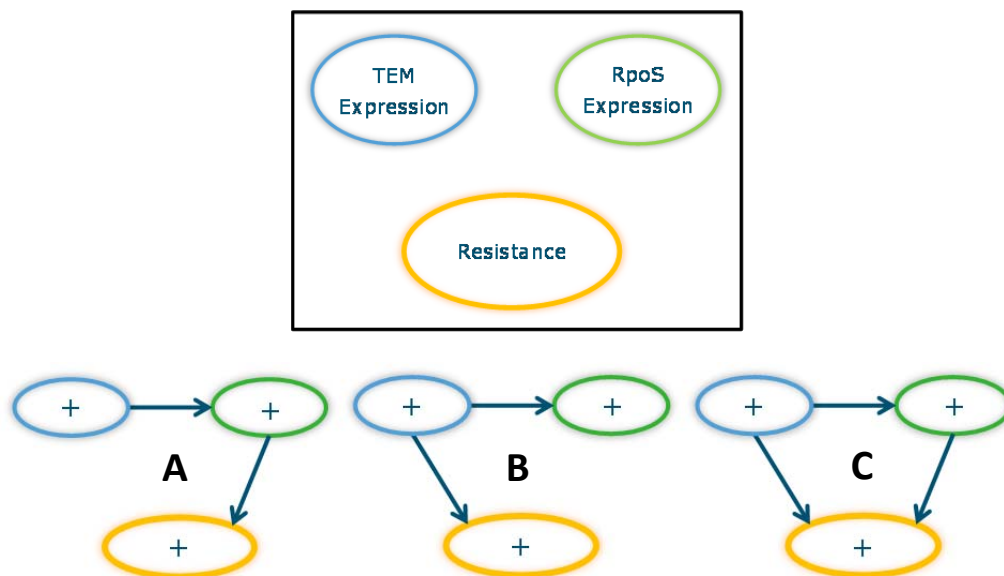 TEM
Expression
RpoS
Expression
Resistance
+
+
+
+
+
+
A
B
C
+
+
+